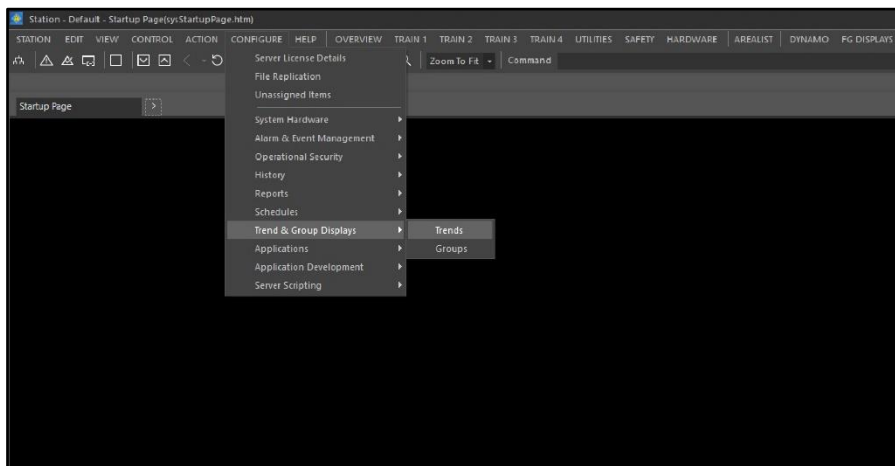 Station - Default - Startup Page(sysStartupPage.htm)
STATION EDIT VIEW CONTROL ACTION CONFIGURE HELP OVERVIEW TRAIN 1 TRAIN 2 TRAIN 3 TRAIN 4 UTILITIES SAFETY HARDWARE AREALIST DYNAMO FG DISPLAYS
Zoom To Fit Command
Startup Page
Server License Details
File Replication
Unassigned Items
System Hardware
Alarm & Event Management
Operational Security
History
Reports
Schedules
Trend & Group Displays
Trends
Applications
Groups
Application Development
Server Scripting